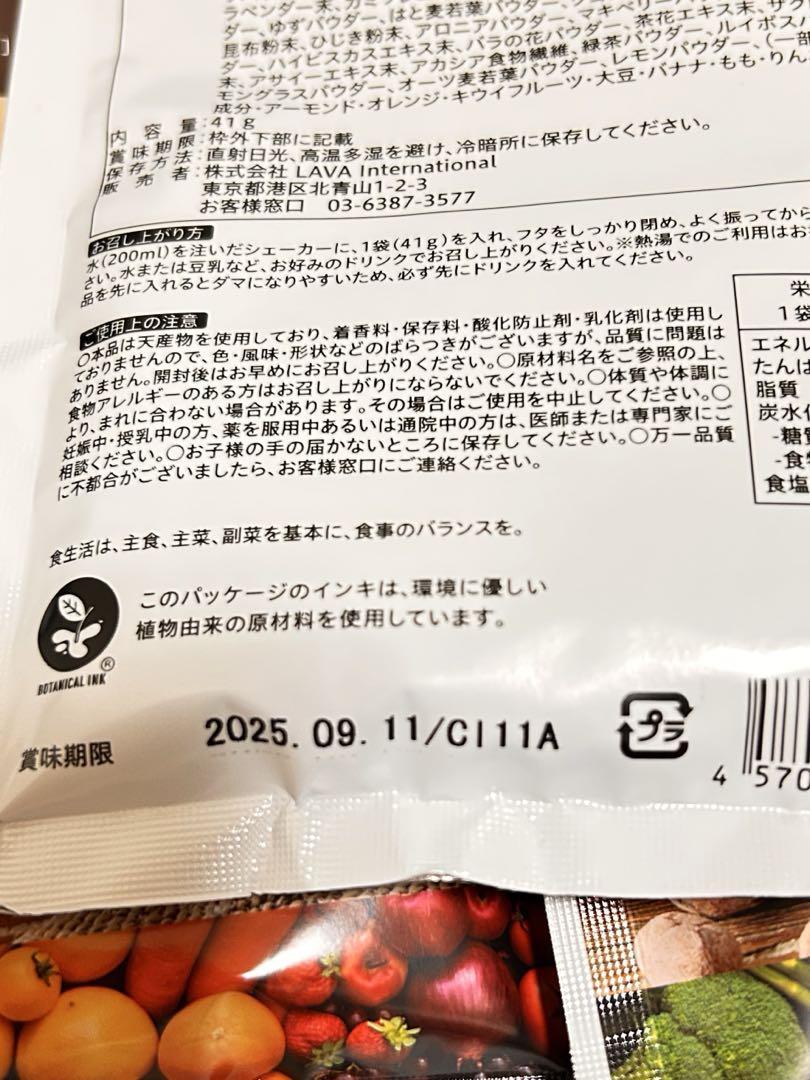 ラベンダー末、カミツレ
ダー、ゆずパウダー、はと麦若葉パウダー、
昆布粉末、ひじき粉末、アロニアパウダー、マキベリー
ダー、ハイビスカスエキス末、バラの花パウダー、茶花エキス末、ザク
末、アサイーエキス末、アカシア食物繊維、緑茶パウダー、ルイボス
モングラスパウダー、オーツ麦若葉パウダー、レモンパウダー、(一部
成分・アーモンド・オレンジ・キウイフルーツ・大豆・バナナ・もも・りん
内容量:41g
賞味期限:枠外下部に記載
保存方法:直射日光、高温多湿を避け、冷暗所に保存してください。
販売者:株式会社 LAVA International
東京都港区北青山1-2-3
お客様窓口 03-6387-3577
お召し上がり方
水(200ml)を注いだシェーカーに、1袋(41g)を入れ、フタをしっかり閉め、よく振ってから
さい。水または豆乳など、お好みのドリンクでお召し上がりください。※熱湯でのご利用はお
品を先に入れるとダマになりやすいため、必ず先にドリンクを入れてください。
ご使用上の注意
〇本品は天産物を使用しており、着香料・保存料・酸化防止剤・乳化剤は使用し
ておりませんので、色・風味・形状などのばらつきがございますが、品質に問題は
ありません。開封後はお早めにお召し上がりください。〇原材料名をご参照の上、
食物アレルギーのある方はお召し上がりにならないでください。〇体質や体調に
より、まれに合わない場合があります。その場合はご使用を中止してください。〇
妊娠中・授乳中の方、薬を服用中あるいは通院中の方は、医師または専門家にご
相談ください。〇お子様の手の届かないところに保存してください。〇万一品質
に不都合がございましたら、お客様窓口にご連絡ください。
栄
1袋
エネル
たんぱ
脂質
炭水化
-糖質
-食物
食塩
食生活は、主食、主菜、副菜を基本に、食事のバランスを。
このパッケージのインキは、環境に優しい
植物由来の原材料を使用しています。
BOTANICAL INK®
賞味期限
2025.09.11/CI11A
プラ
4 570